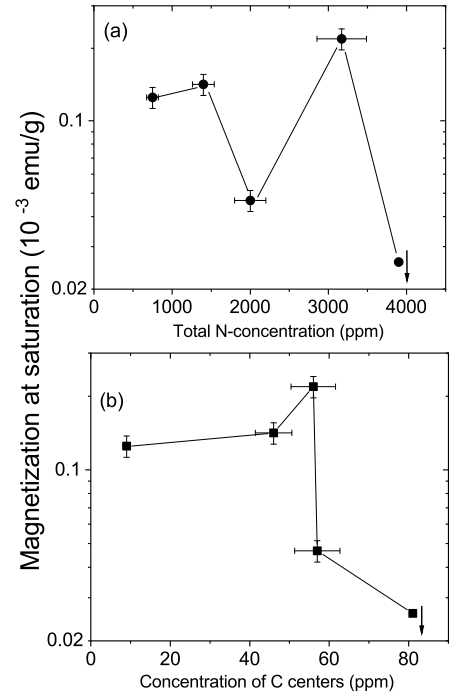 (a)
0.1
0.02
0 1000 2000 3000 4000
Total N-concentration (ppm)
Magnetization at saturation (10 -3 emu/g)
(b)
0.1
0.02
0 20 40 60 80
Concentration of C centers (ppm)